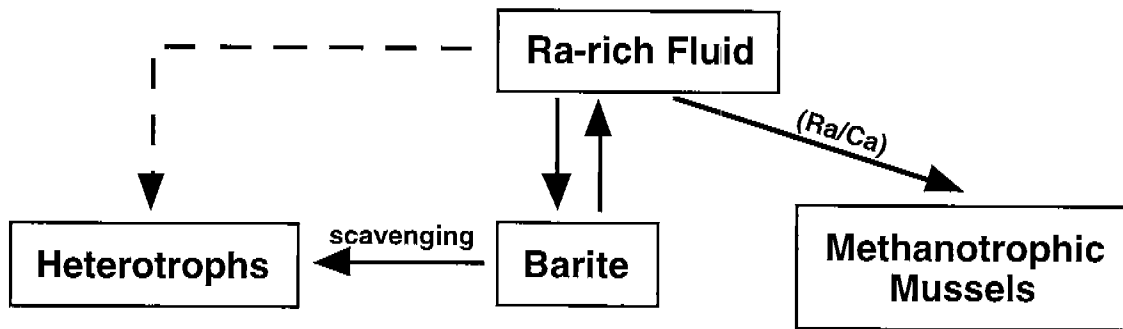 Ra-rich Fluid
(Ra/Ca)
scavenging
Heterotrophs
Barite
Methanotrophic
Mussels